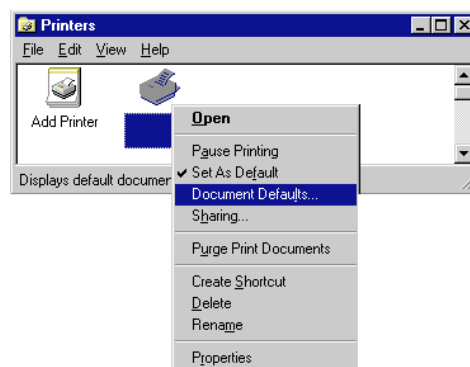 Printers
File Edit View Help
Add Printer
Open
Pause Printing
Set As Default
Document Defaults...
Sharing...
Purge Print Documents
Create Shortcut
Delete
Rename
Properties
Displays default documen